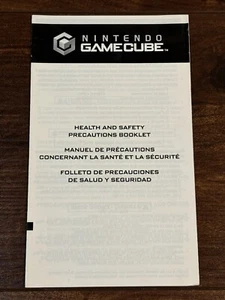 NINTENDO
GAMECUBE™
HEALTH AND SAFETY
PRECAUTIONS BOOKLET
MANUEL DE PRÉCAUTIONS
CONCERNANT LA SANTÉ ET LA SÉCURITÉ
FOLLETO DE PRECAUCIONES
DE SALUD Y SEGURIDAD